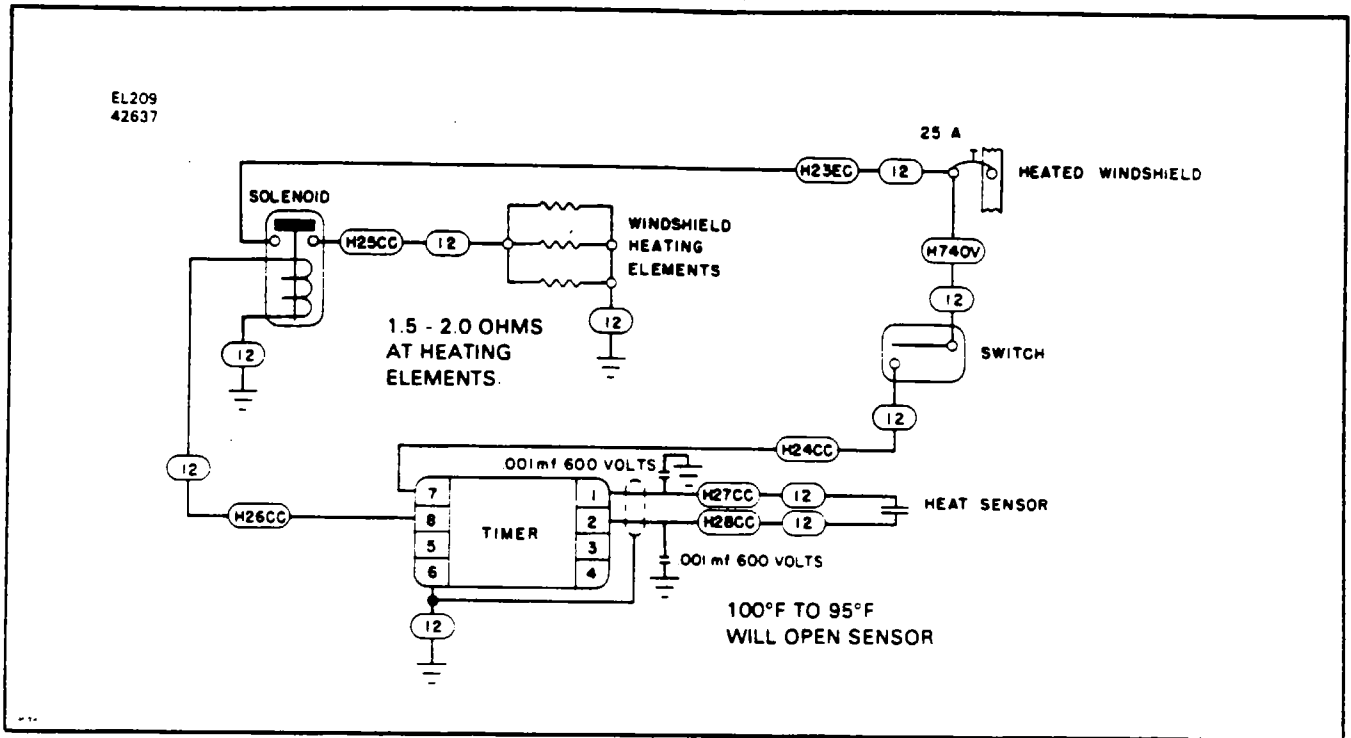 EL209
42637
25 A
H23EC
12
HEATED WINDSHIELD
SOLENOID
H25CC
12
WINDSHIELD
HEATING
ELEMENTS
H740V
12
12
12
1.5 - 2.0 OHMS
AT HEATING
ELEMENTS.
SWITCH
12
H24CC
.001mf 600 VOLTS
12
H26CC
7
8
5
6
TIMER
1
2
3
4
H27CC
12
H28CC
12
HEAT SENSOR
.001 mf 600 VOLTS
12
100°F TO 95°F
WILL OPEN SENSOR